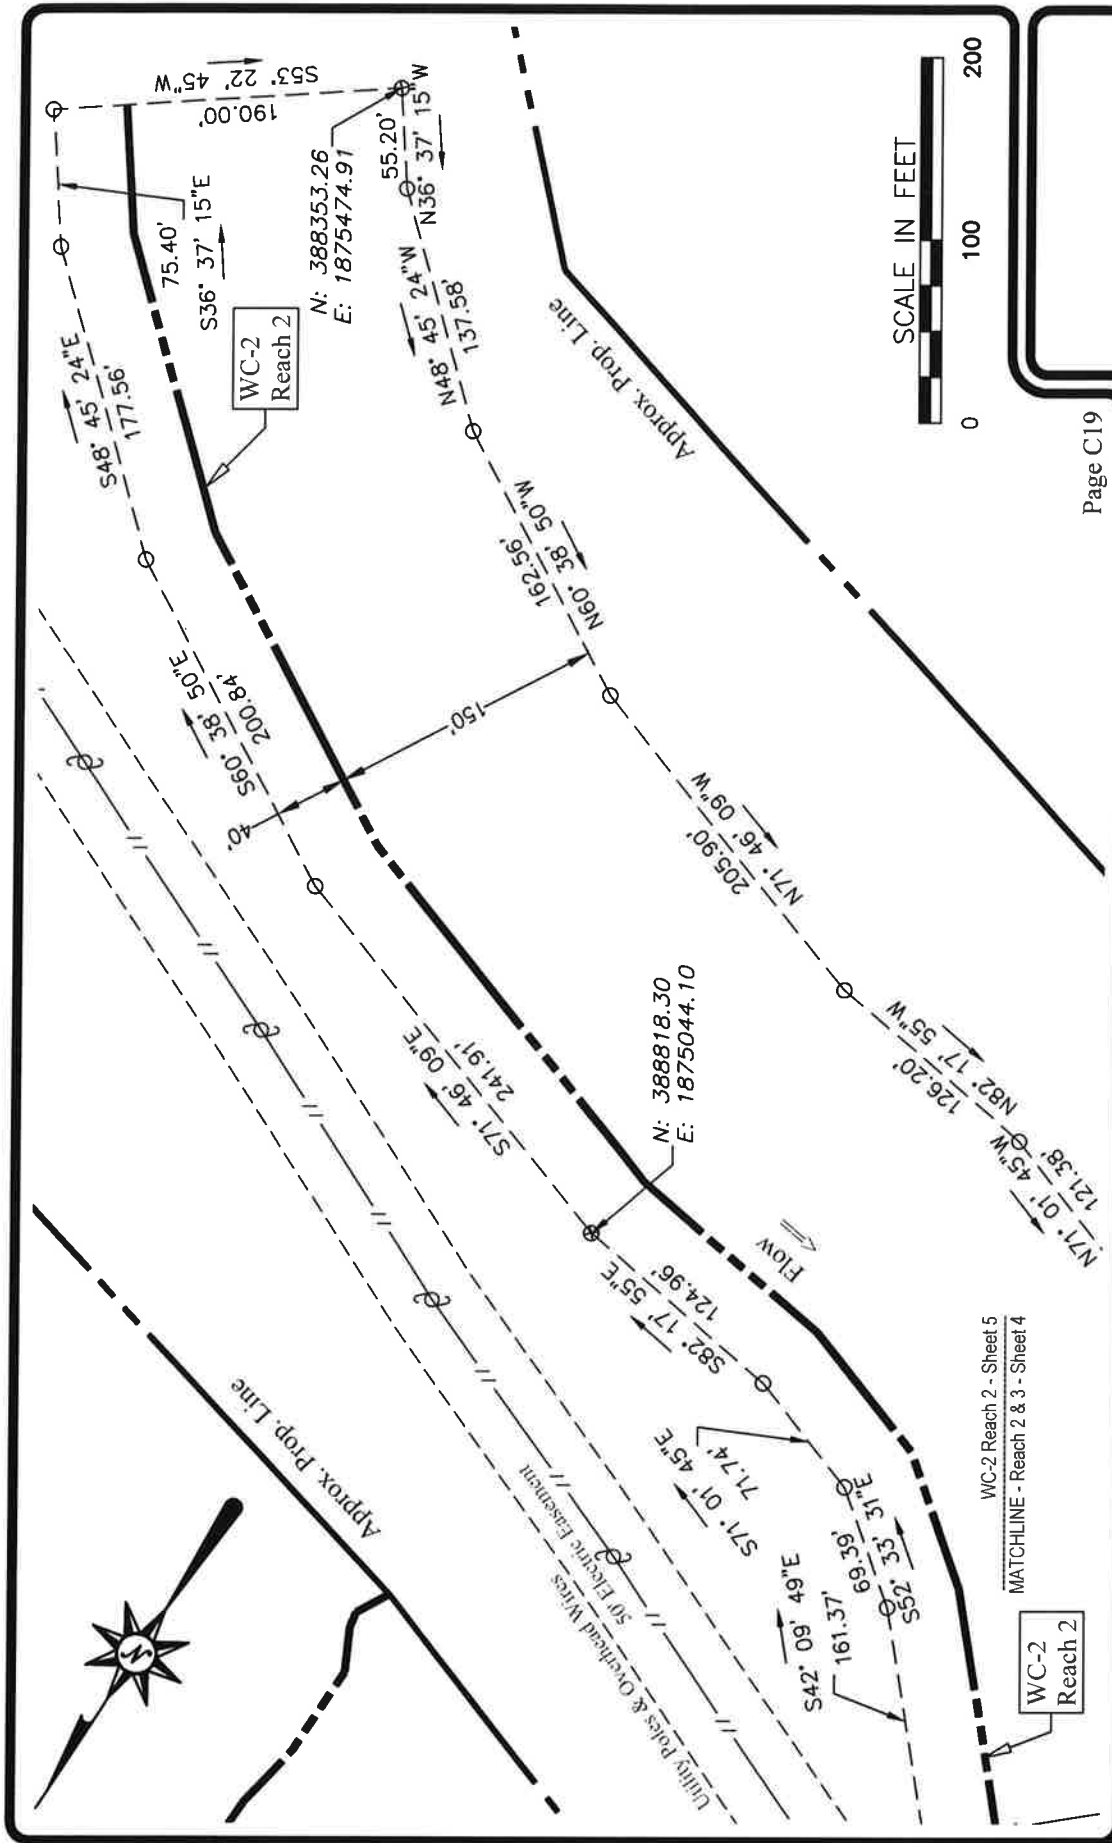 N
Approx. Prop. Line
Utility Poles & Overhead Wires
50' Electric Easement
S42° 09' 49"E
161.37'
69.39'
S52° 33' 31"E
S71° 01' 45"E
71.74'
S82° 17' 55"E
124.96'
S71° 46' 09"E
241.91'
S60° 38' 50"E
200.84'
S48° 45' 24"E
177.56'
75.40'
S36° 37' 15"E
S53° 22' 45"W
190.00'
N: 388353.26
E: 1875474.91
55.20'
N36° 37' 15"W
N48° 45' 24"W
137.58'
162.56'
N60° 38' 50"W
205.90'
N71° 46' 09"W
126.20'
N82° 17' 55"W
N71° 01' 45"W
121.38'
40'
150'
N: 388818.30
E: 1875044.10
Flow
WC-2
Reach 2
WC-2
Reach 2
Approx. Prop. Line
WC-2 Reach 2 - Sheet 5
MATCHLINE - Reach 2 & 3 - Sheet 4
SCALE IN FEET
0 100 200
Page C19